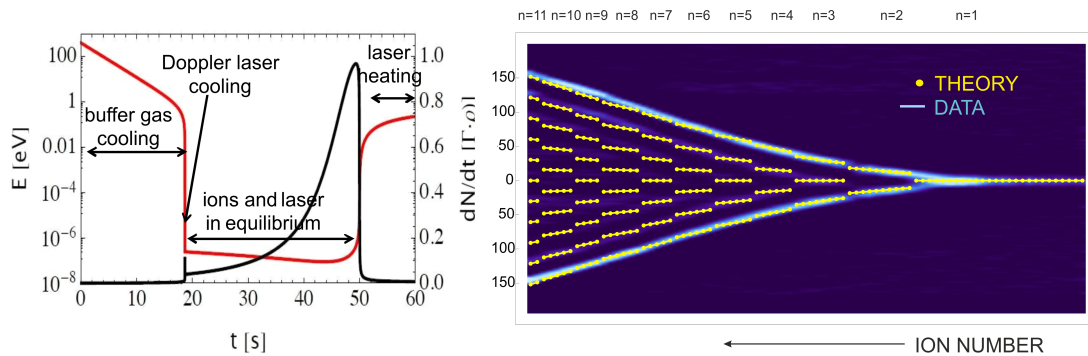 E [eV]
100
1
0.01
10⁻⁴
10⁻⁶
10⁻⁸
buffer gas
cooling
Doppler laser
cooling
ions and laser
in equilibrium
laser
heating
1.0
0.8
0.6
0.4
0.2
0.0
dN/dt [Γ·ρ]
0 10 20 30 40 50 60
t [s]
n=11 n=10 n=9 n=8 n=7 n=6 n=5 n=4 n=3 n=2 n=1
150
100
50
0
50
100
150
THEORY
DATA
ION NUMBER